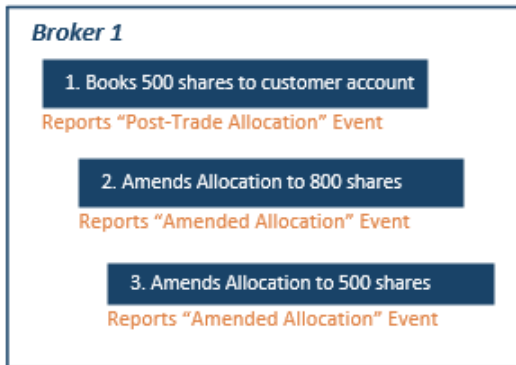 Broker 1
1. Books 500 shares to customer account
Reports “Post-Trade Allocation” Event
2. Amends Allocation to 800 shares
Reports “Amended Allocation” Event
3. Amends Allocation to 500 shares
Reports “Amended Allocation” Event